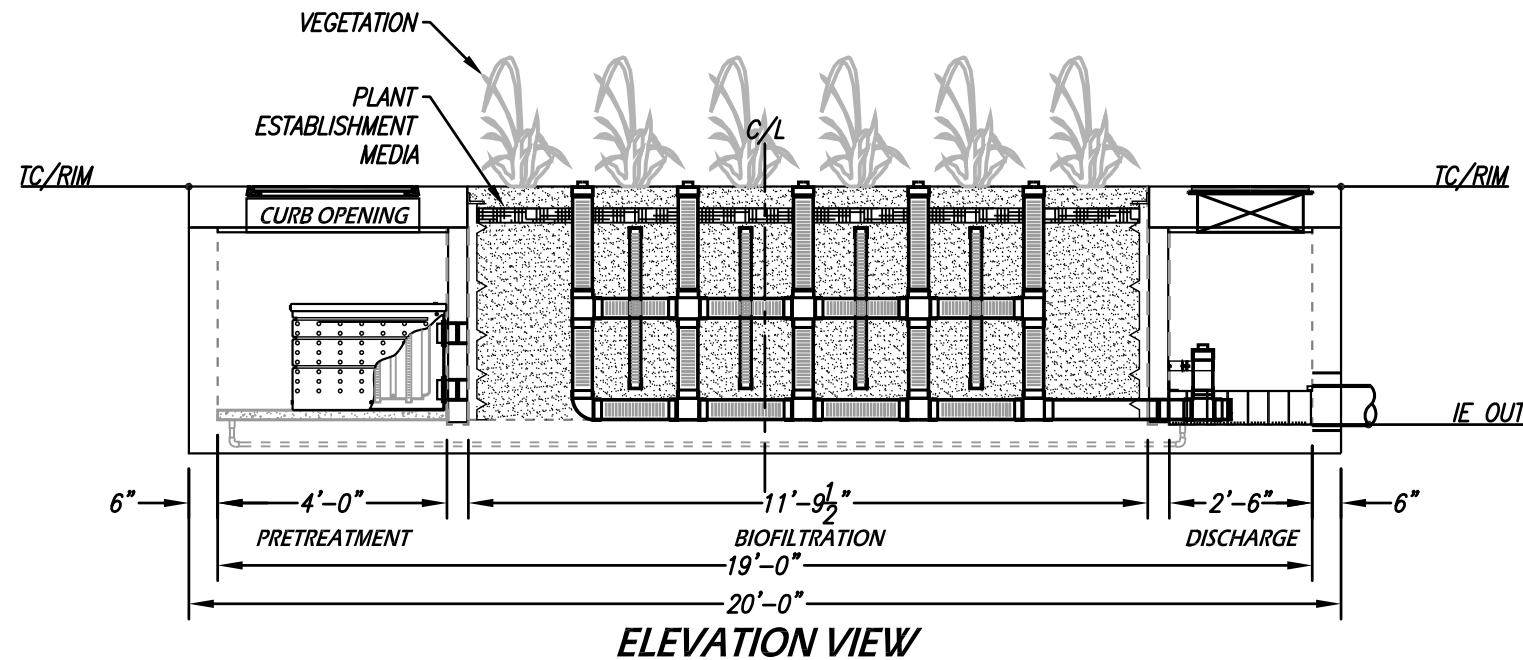 VEGETATION
PLANT
ESTABLISHMENT
MEDIA
C/L
TC/RIM
TC/RIM
CURB OPENING
IE OUT
6"
4'-0"
11'-9 1/2"
2'-6"
6"
PRETREATMENT
BIOFILTRATION
DISCHARGE
19'-0"
20'-0"
ELEVATION VIEW